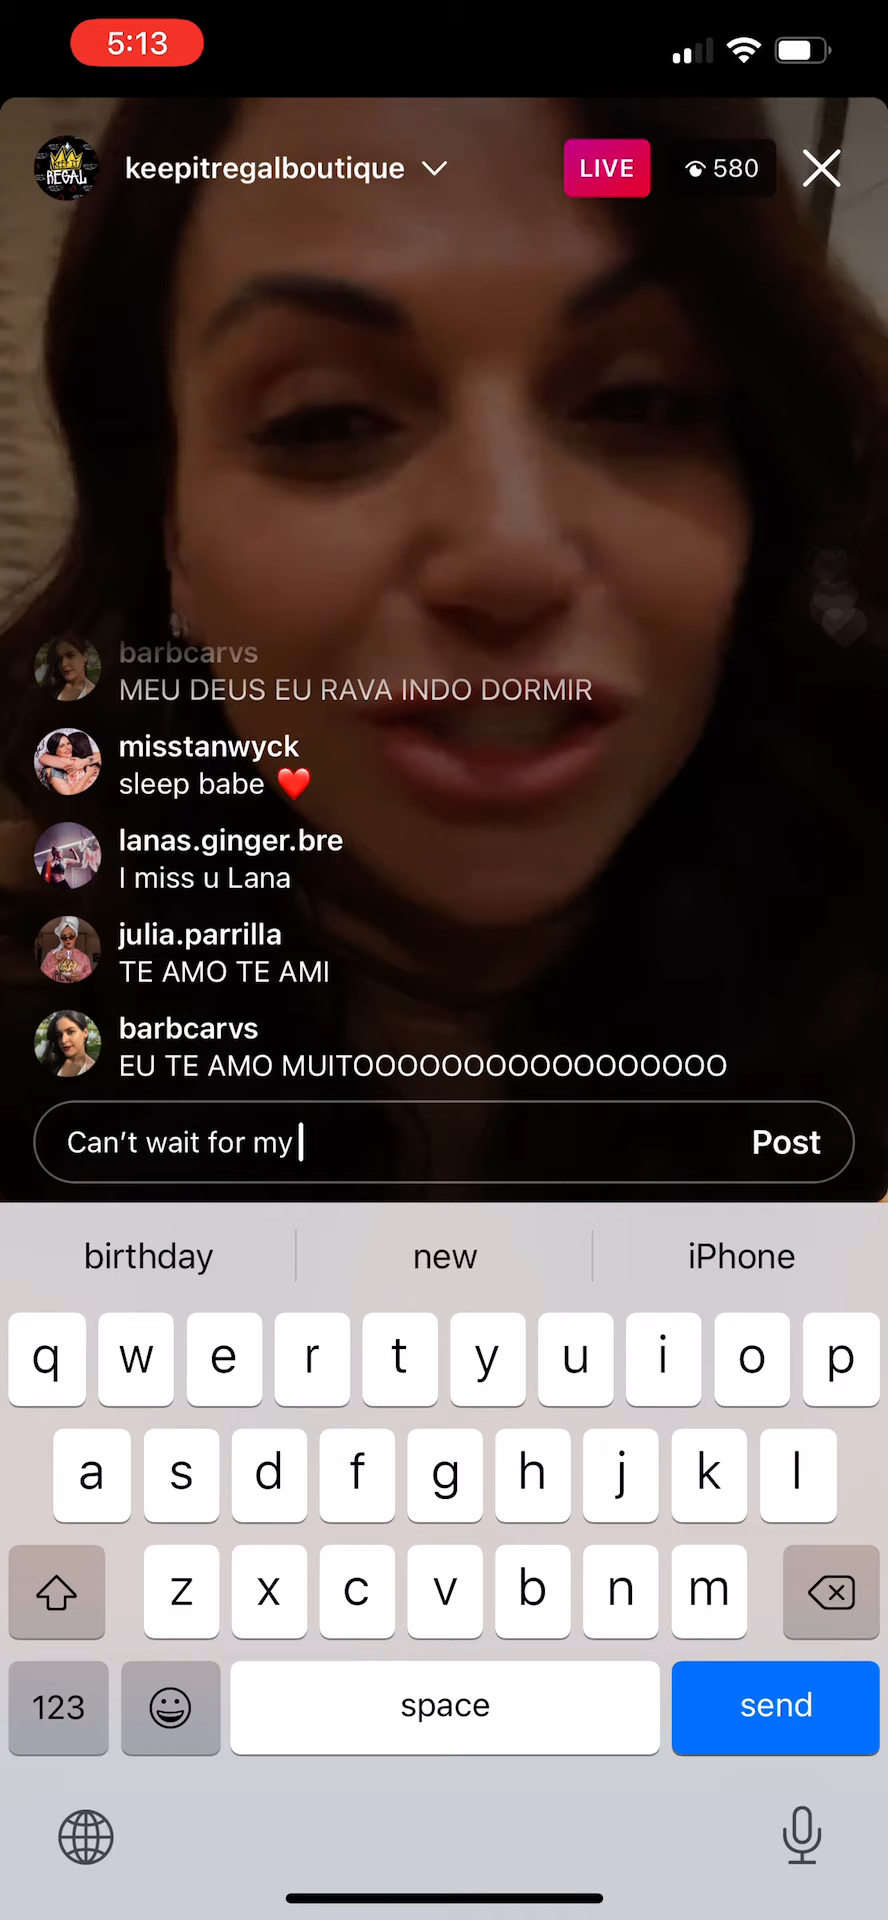 5:13
REGAL
keepitregalboutique
LIVE
580
barbcarvs
MEU DEUS EU RAVA INDO DORMIR
misstanwyck
sleep babe ❤️
lanas.ginger.bre
I miss u Lana
julia.parrilla
TE AMO TE AMI
barbcarvs
EU TE AMO MUITOOOOOOOOOOOOOOOOO
Can’t wait for my
Post
birthday new iPhone
q w e r t y u i o p
a s d f g h j k l
z x c v b n m
123 space send